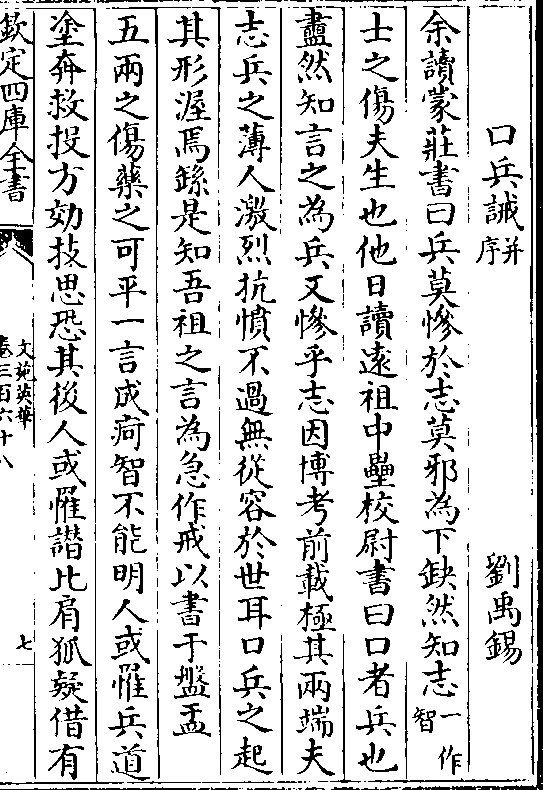 口兵誡并序 劉禹錫
余讀蒙莊書曰兵莫慘於志莫邪為下缺然知志一作智
士之傷夫生也他日讀遠祖中壘校尉書曰口者兵也
盡然知言之為兵又慘乎志因博考前載極其兩端夫
志兵之薄人激烈抗憤不過無從容於世耳口兵之起
其形渥焉繇是知吾祖之言為急作戒以書于盤盂
五兩之傷藥之可平一言成疴智不能明人或罹兵道
塗奔救投方効技思恐其後人或罹譛比肩狐疑借有
欽定四庫全書
文苑英華
卷三百六十八
七